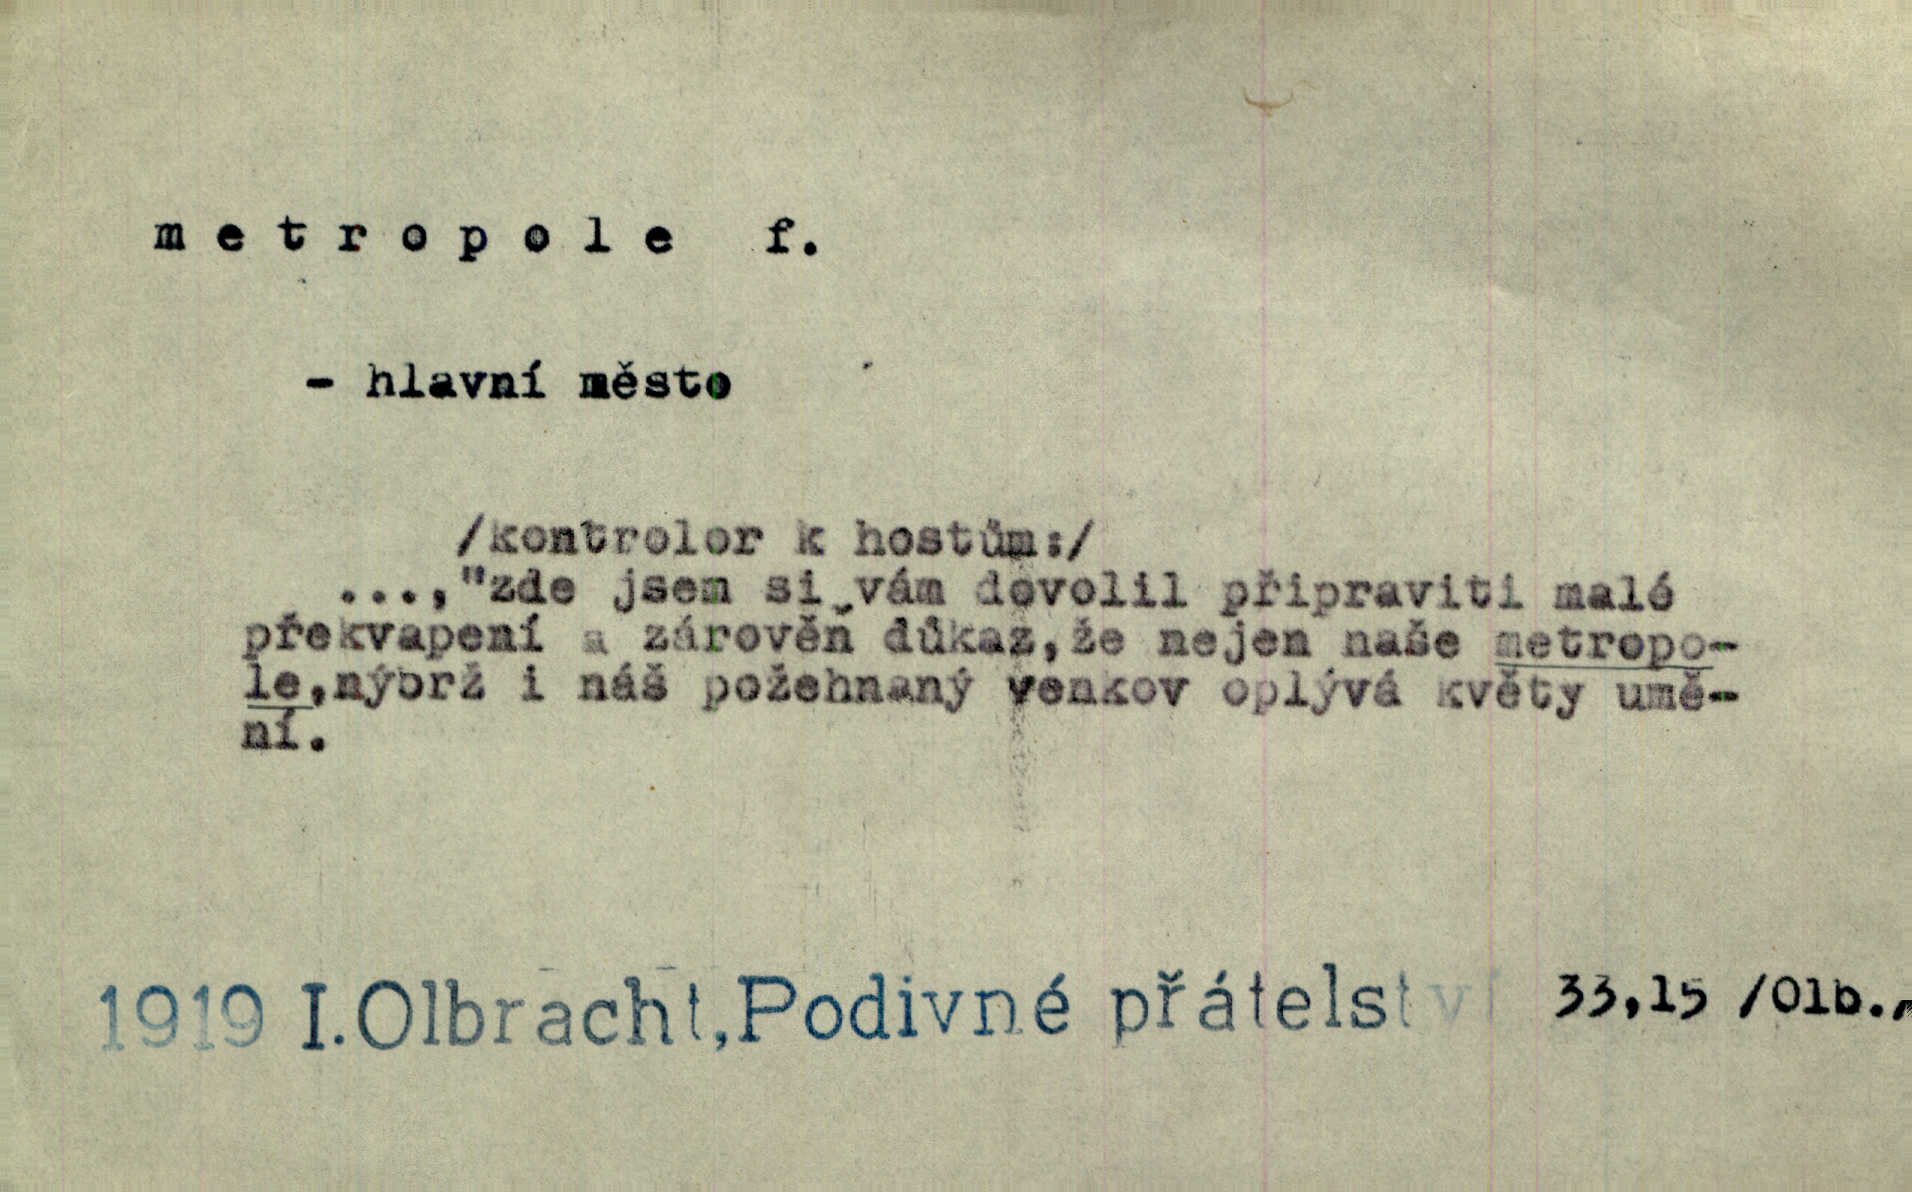 m e t r o p o l e f.
- hlavní město
/kontrolor k hostům:/
...,"zde jsem si vám dovolil připraviti malé
překvapení a zárověň důkaz,že nejen naše metropo-
le,nýbrž i náš požehnaný venkov oplývá květy umě-
ní.
1919 I.Olbracht,Podivné přátelství 33,15 /Olb.,